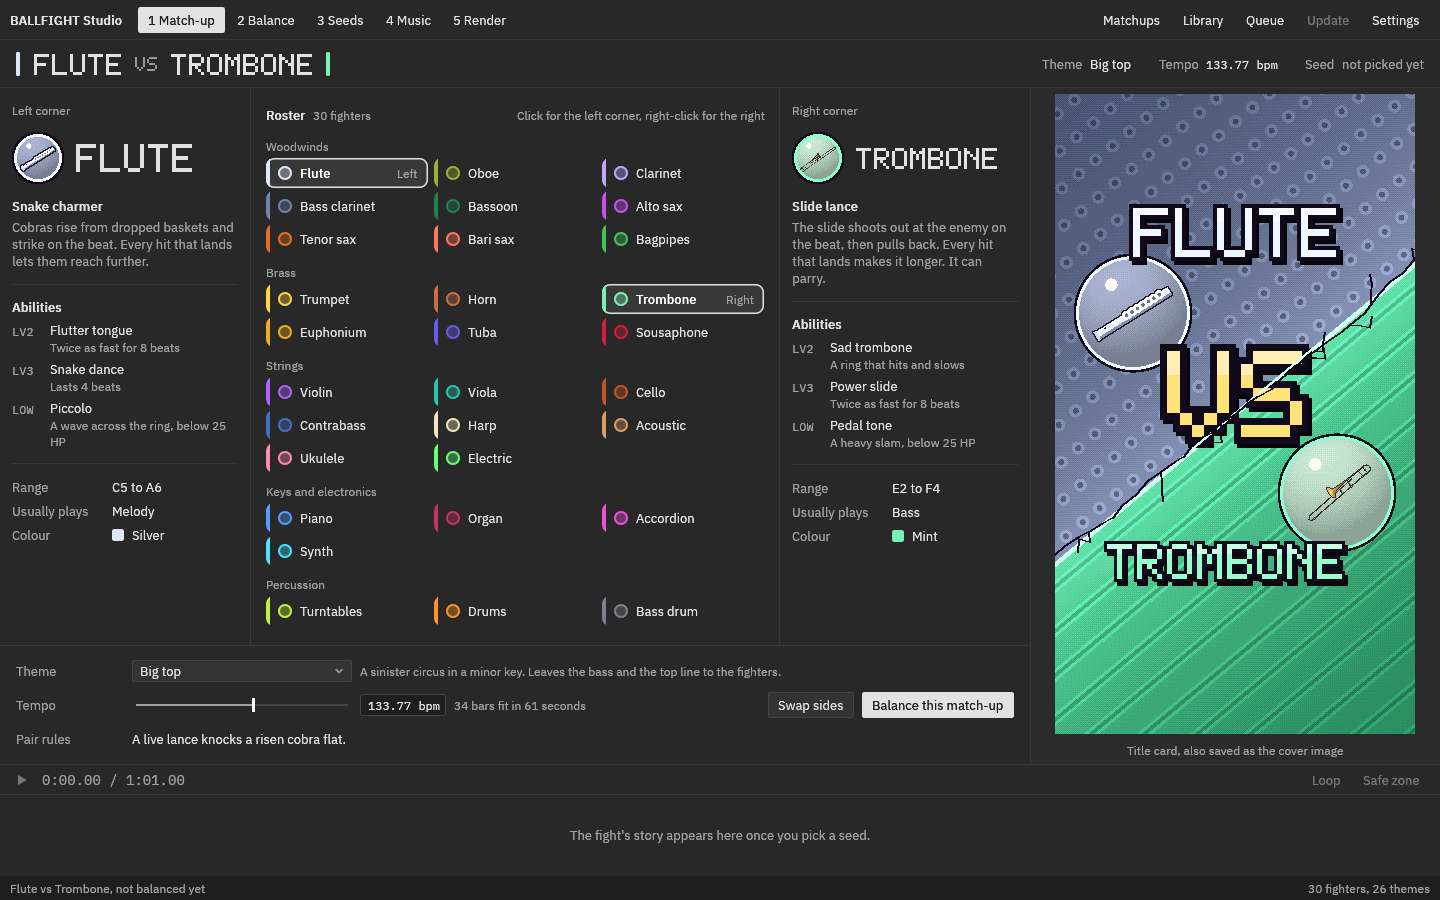 BALLFIGHT Studio
1 Match-up
2 Balance
3 Seeds
4 Music
5 Render
Matchups
Library
Queue
Update
Settings
FLUTE VS TROMBONE
Theme Big top
Tempo 133.77 bpm
Seed not picked yet
Left corner
FLUTE
Snake charmer
Cobras rise from dropped baskets and
strike on the beat. Every hit that lands
lets them reach further.
Abilities
LV2 Flutter tongue
Twice as fast for 8 beats
LV3 Snake dance
Lasts 4 beats
LOW Piccolo
A wave across the ring, below 25
HP
Range C5 to A6
Usually plays Melody
Colour Silver
Roster 30 fighters
Click for the left corner, right-click for the right
Woodwinds
Flute Left
Oboe
Clarinet
Bass clarinet
Bassoon
Alto sax
Tenor sax
Bari sax
Bagpipes
Brass
Trumpet
Horn
Trombone Right
Euphonium
Tuba
Sousaphone
Strings
Violin
Viola
Cello
Contrabass
Harp
Acoustic
Ukulele
Electric
Keys and electronics
Piano
Organ
Accordion
Synth
Percussion
Turntables
Drums
Bass drum
Right corner
TROMBONE
Slide lance
The slide shoots out at the enemy on
the beat, then pulls back. Every hit
that lands makes it longer. It can
parry.
Abilities
LV2 Sad trombone
A ring that hits and slows
LV3 Power slide
Twice as fast for 8 beats
LOW Pedal tone
A heavy slam, below 25 HP
Range E2 to F4
Usually plays Bass
Colour Mint
FLUTE
VS
TROMBONE
Title card, also saved as the cover image
Theme Big top A sinister circus in a minor key. Leaves the bass and the top line to the fighters.
Tempo 133.77 bpm 34 bars fit in 61 seconds
Swap sides
Balance this match-up
Pair rules A live lance knocks a risen cobra flat.
0:00.00 / 1:01.00
Loop
Safe zone
The fight's story appears here once you pick a seed.
Flute vs Trombone, not balanced yet
30 fighters, 26 themes